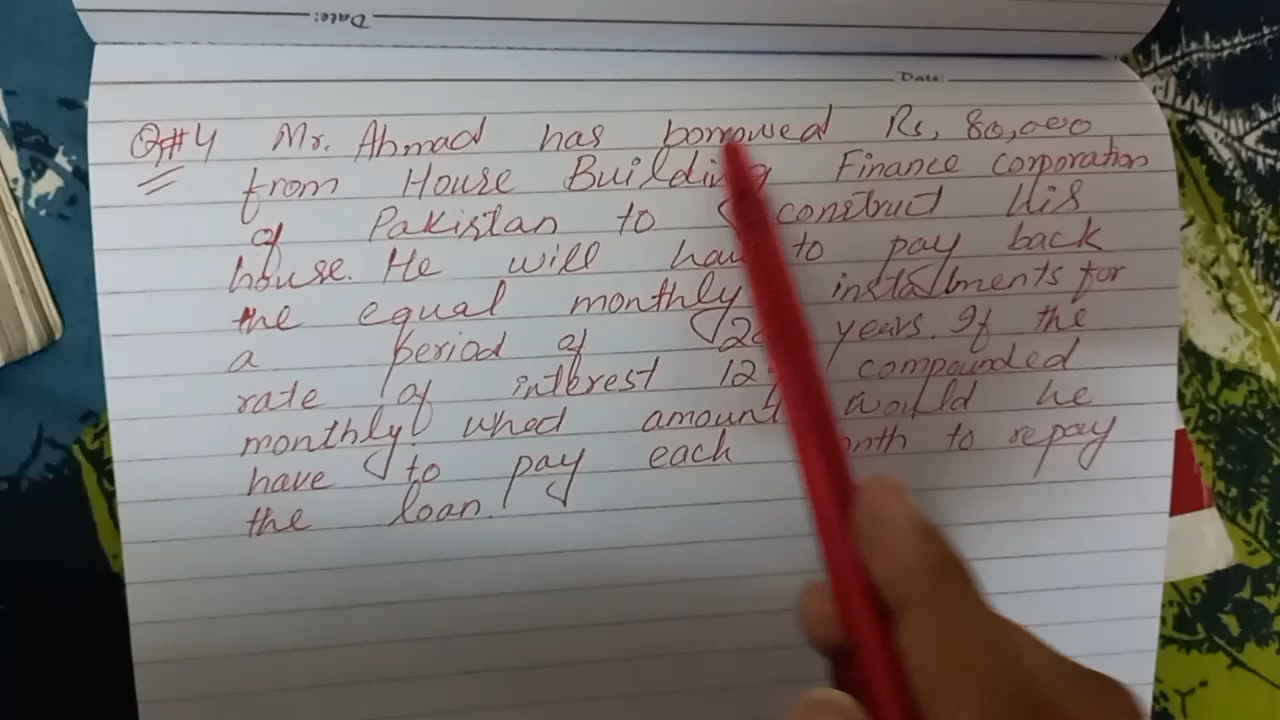 Date:
Date:
Q#4 Mr. Ahmad has borrowed Rs, 80,000
from House Building Finance corporation
of Pakistan to construct His
house. He will to pay back
the equal monthly installments for
a period of years. If the
rate of interest 12 compounded
monthly. what amount would he
have to pay each to repay
the loan.